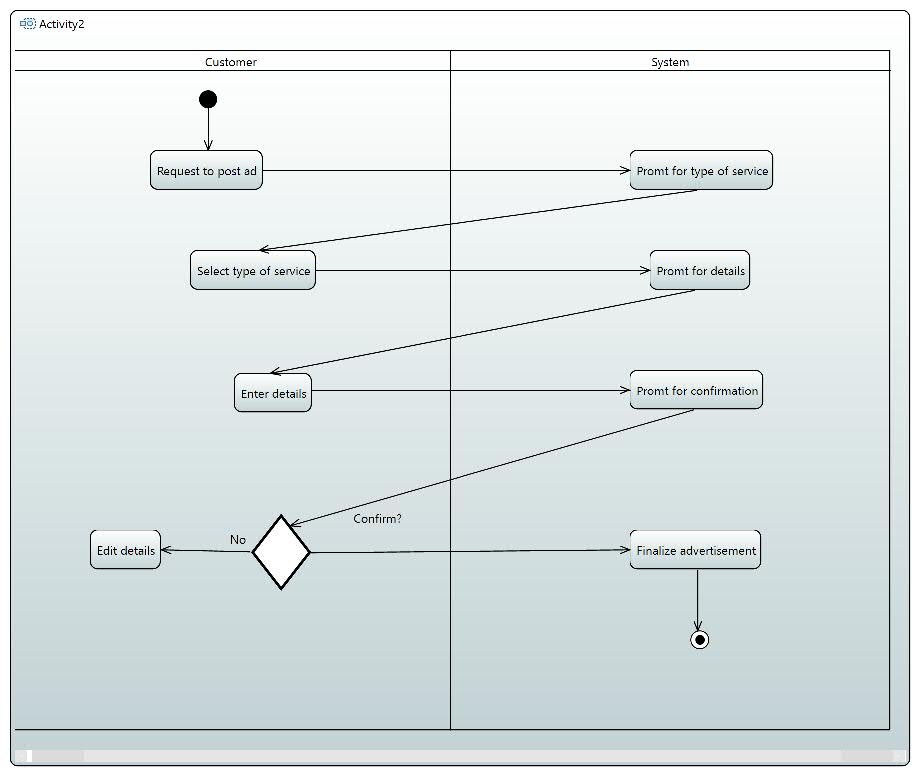 Activity2
Customer
System
Request to post ad
Promt for type of service
Select type of service
Promt for details
Enter details
Promt for confirmation
Confirm?
No
Edit details
Finalize advertisement